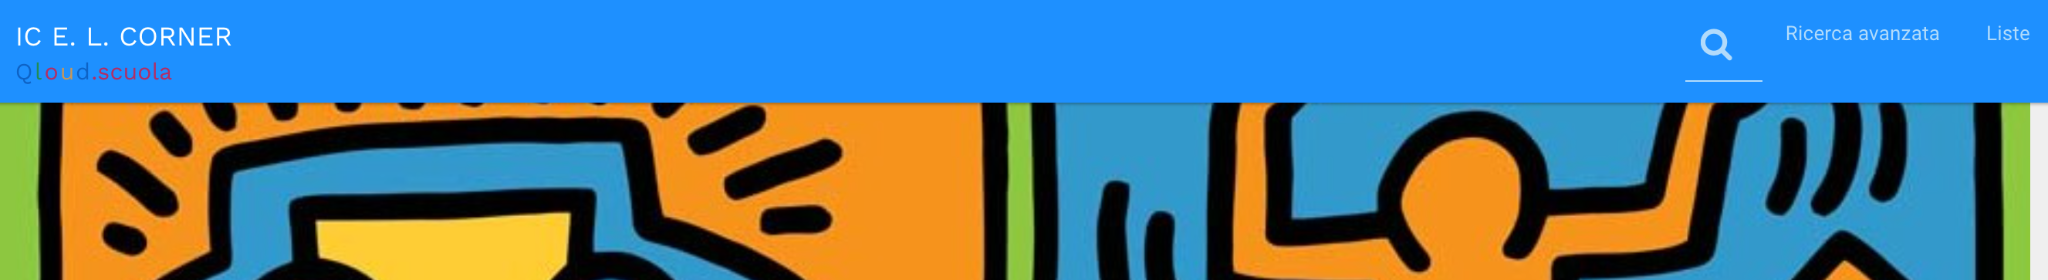 IC E. L. CORNER
Qloud.scuola
Ricerca avanzata
Liste